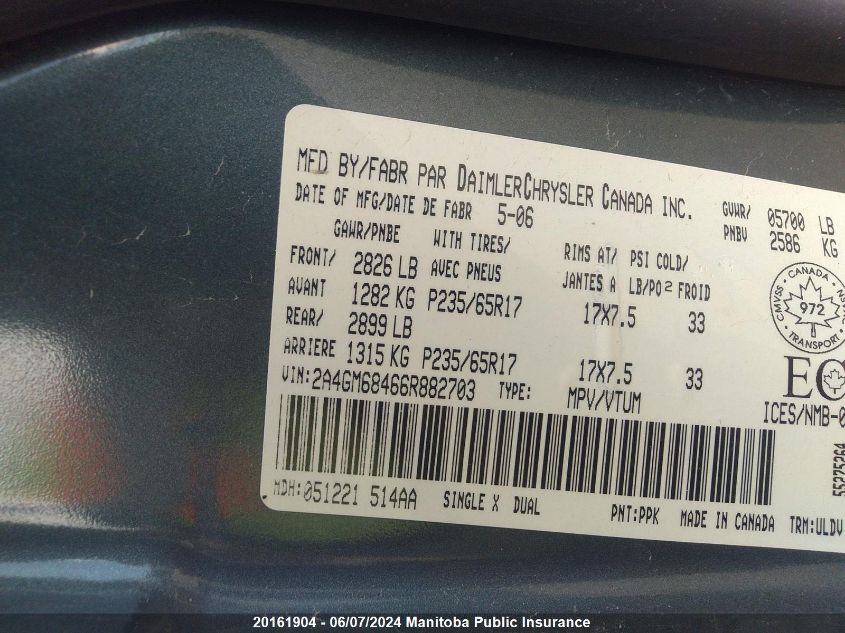 MFD BY/FABR PAR DAIMLERCHRYSLER CANADA INC.
DATE OF MFG/DATE DE FABR 5-06
GVWR/ 05700 LB
PNBV 2586 KG
GAWR/PNBE WITH TIRES/ RIMS AT/ PSI COLD/
FRONT/ 2826 LB AVEC PNEUS JANTES A LB/PO2 FROID
AVANT 1282 KG P235/65R17 17X7.5 33
REAR/ 2899 LB
ARRIERE 1315 KG P235/65R17 17X7.5 33
VIN:2A4GM68466R882703 TYPE: MPV/VTUM
CANADA
CMVSS
972
TRANSPORT
EC
ICES/NMB-0
55275264
MDH:051221 514AA SINGLE X DUAL
PNT:PPK MADE IN CANADA TRM:ULDV
20161904 - 06/07/2024 Manitoba Public Insurance